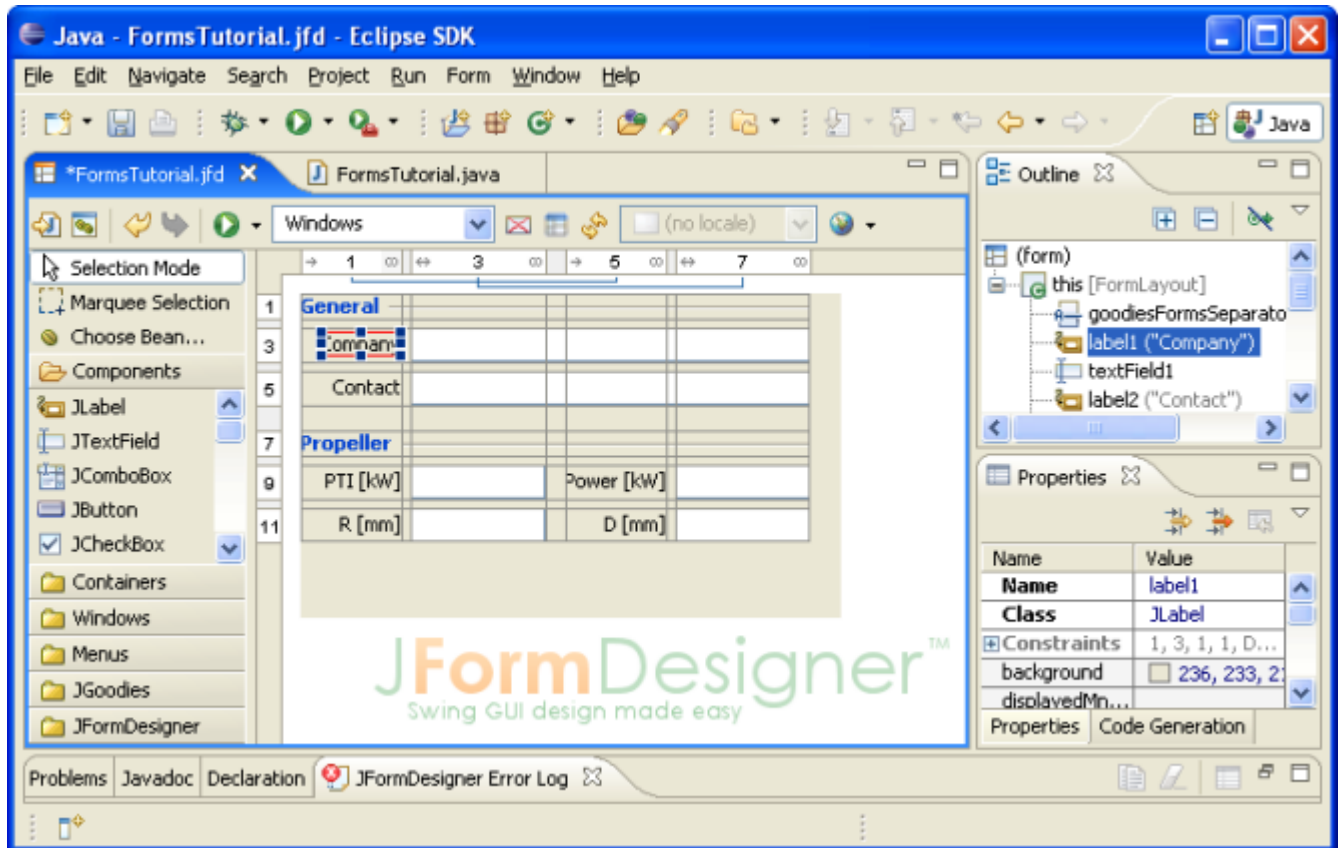 Java - FormsTutorial.jfd - Eclipse SDK
File Edit Navigate Search Project Run Form Window Help
Java
*FormsTutorial.jfd
FormsTutorial.java
Windows
(no locale)
Selection Mode
Marquee Selection
Choose Bean...
Components
JLabel
JTextField
JComboBox
JButton
JCheckBox
Containers
Windows
Menus
JGoodies
JFormDesigner
1 3 5 7
1 General
3
5 Contact
7 Propeller
9 PTI [kW] Power [kW]
11 R [mm] D [mm]
JFormDesigner™
Swing GUI design made easy
Outline
(form)
this [FormLayout]
goodiesFormsSeparato
label1 ("Company")
textField1
label2 ("Contact")
Properties
Name Value
Name label1
Class JLabel
Constraints 1, 3, 1, 1, D...
background 236, 233, 2
displayedMn...
Properties Code Generation
Problems Javadoc Declaration JFormDesigner Error Log